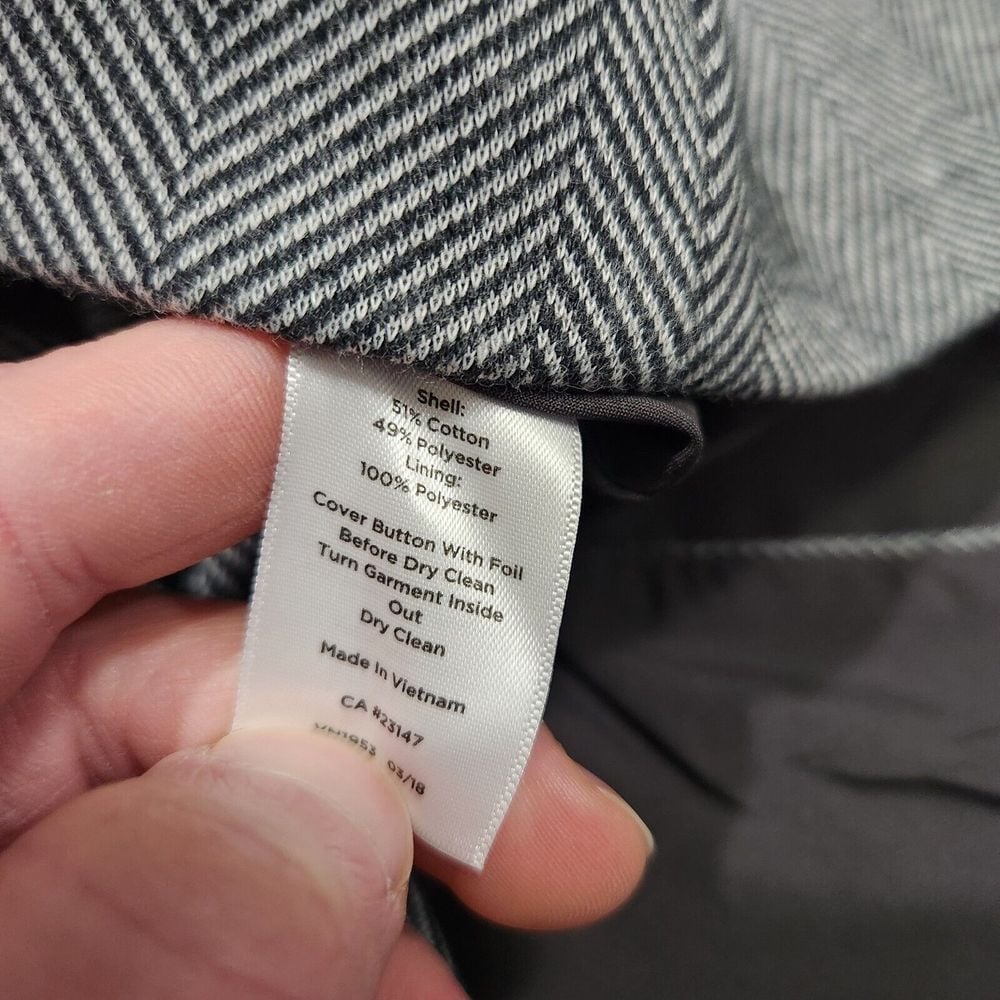 Shell:
51% Cotton
49% Polyester
Lining:
100% Polyester
Cover Button With Foil
Before Dry Clean
Turn Garment Inside
Out
Dry Clean
Made In Vietnam
CA #23147
03/18